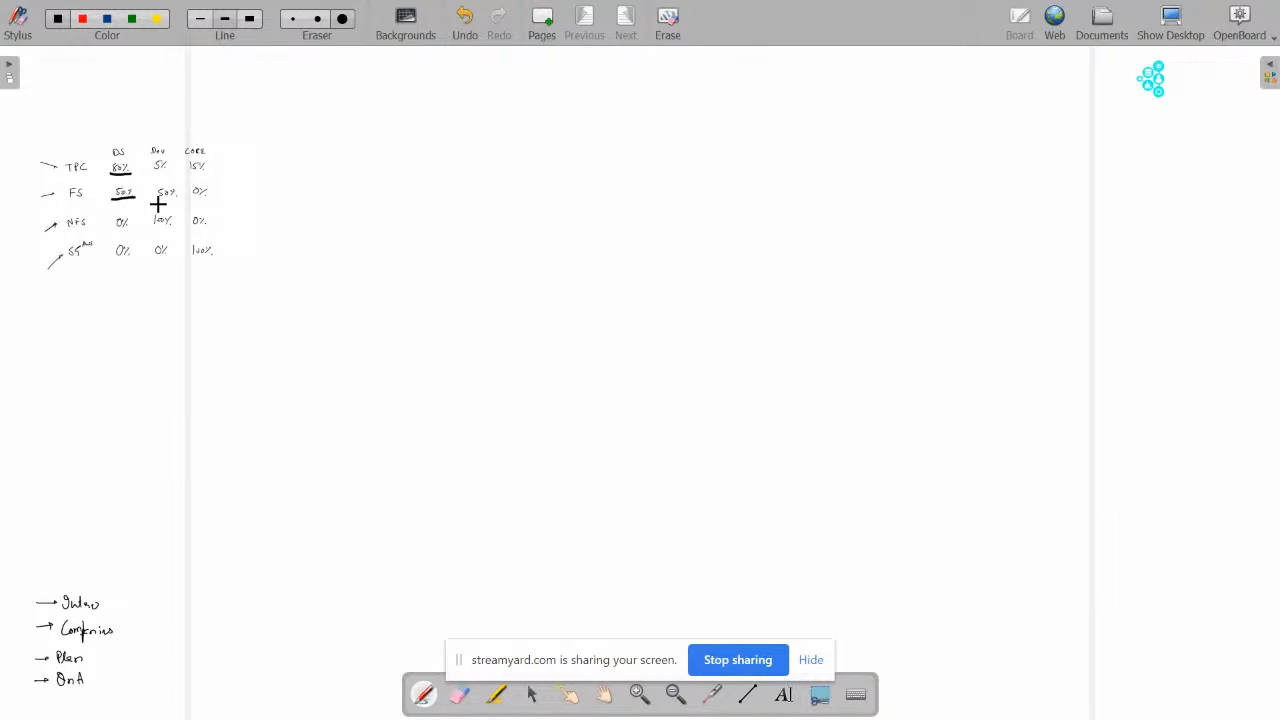 Stylus
Color
Line
Eraser
Backgrounds
Undo Redo
Pages Previous Next
Erase
Board Web Documents Show Desktop OpenBoard
DS Dev CORE
TPC 80% 5% 15%
FS 50% 50% 0%
NFS 0% 100% 0%
0% 0% 100%
Intro
Companies
Plan
QnA
streamyard.com is sharing your screen. Stop sharing Hide
AI